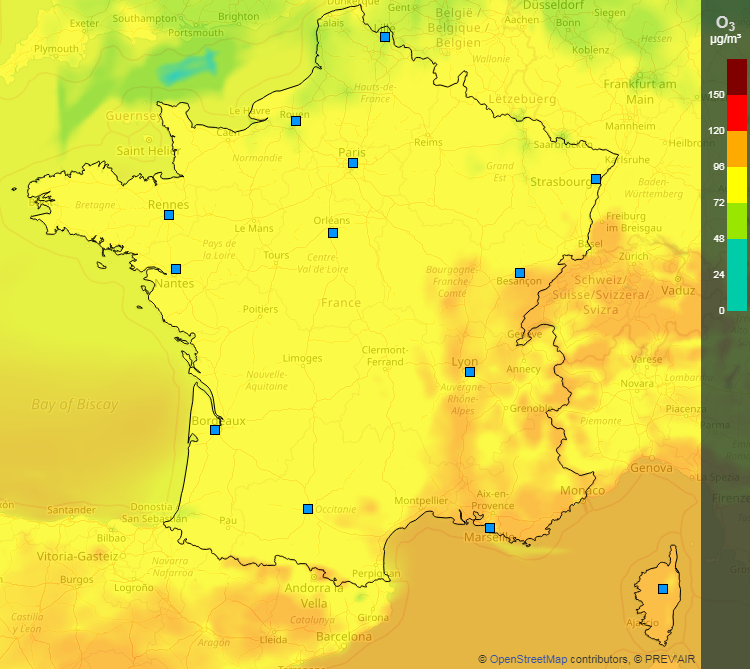 Dunkerque
Gent
België /
Belgique /
Belgien
Düsseldorf
Aachen
Bonn
Siegen
Exeter
Southampton
Brighton
Portsmouth
Plymouth
Calais
Koblenz
Hessen
Wallonie
Frankfurt am
Main
Lëtzebuerg
Hauts-de-
France
Guernsey
Le Havre
Rouen
Caen
Mannheim
Saarbrücken
Heilbronn
Karlsruhe
Saint Helier
Normandie
Paris
Reims
Grand
Est
Strasbourg
Baden-
Württemberg
Bretagne
Rennes
Le Mans
Orléans
Freiburg
im Breisgau
Pays de
la Loire
Tours
Centre-
Val de Loire
Bourgogne-
Franche-
Comté
Besançon
Basel
Zürich
Nantes
Schweiz/
Suisse/Svizzera/
Svizra
Vaduz
France
Poitiers
Genève
Limoges
Clermont-
Ferrand
Lyon
Annecy
Varese
Novara
Lombardia
Nouvelle-
Aquitaine
Auvergne-
Rhône-
Alpes
Grenoble
Piacenza
Parma
Piemonte
Bay of Biscay
Bordeaux
Genova
La Spezia
Firenze
Monaco
Aix-en-
Provence
Montpellier
Marseille
Occitanie
Santander
Donostia
San Sebastián
Pau
Bilbao
Vitoria-Gasteiz
Navarra
- Nafarroa
Burgos
Logroño
Perpignan
Andorra la
Vella
Girona
Castilla
y León
Aragón
Lleida
Catalunya
Barcelona
Tarragona
Ajaccio
O3
µg/m³
150
120
96
72
48
24
0
© OpenStreetMap contributors, © PREV'AIR